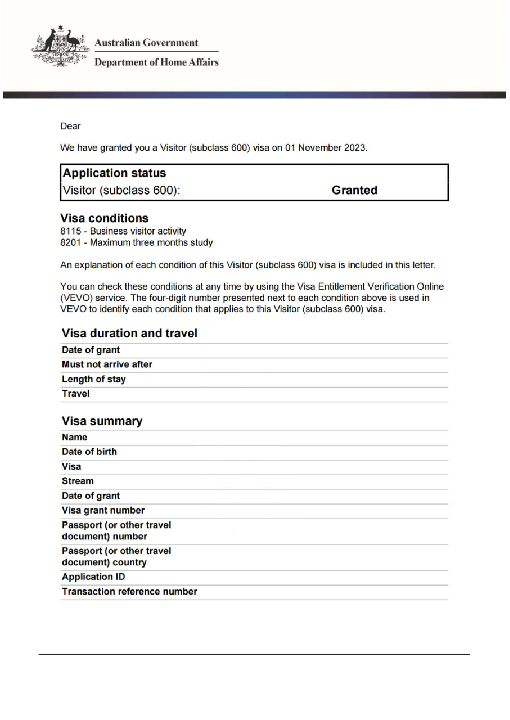 Australian Government
Department of Home Affairs
Dear
We have granted you a Visitor (subclass 600) visa on 01 November 2023.
Application status
Visitor (subclass 600): Granted
Visa conditions
8115 - Business visitor activity
8201 - Maximum three months study
An explanation of each condition of this Visitor (subclass 600) visa is included in this letter.
You can check these conditions at any time by using the Visa Entitlement Verification Online
(VEVO) service. The four-digit number presented next to each condition above is used in
VEVO to identify each condition that applies to this Visitor (subclass 600) visa.
Visa duration and travel
Date of grant
Must not arrive after
Length of stay
Travel
Visa summary
Name
Date of birth
Visa
Stream
Date of grant
Visa grant number
Passport (or other travel
document) number
Passport (or other travel
document) country
Application ID
Transaction reference number